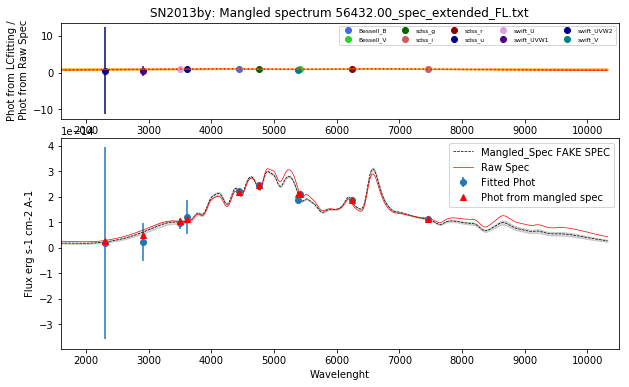 SN2013by: Mangled spectrum 56432.00_spec_extended_FL.txt
Phot from LCfitting /
Phot from Raw Spec
10
0
−10
Bessell_B
Bessell_V
sdss_g
sdss_i
sdss_r
sdss_u
swift_U
swift_UVW1
swift_UVW2
swift_V
2000 3000 4000 5000 6000 7000 8000 9000 10000
1e−14
Flux erg s-1 cm-2 A-1
4
3
2
1
0
−1
−2
−3
Mangled_Spec FAKE SPEC
Raw Spec
Fitted Phot
Phot from mangled spec
2000 3000 4000 5000 6000 7000 8000 9000 10000
Wavelenght